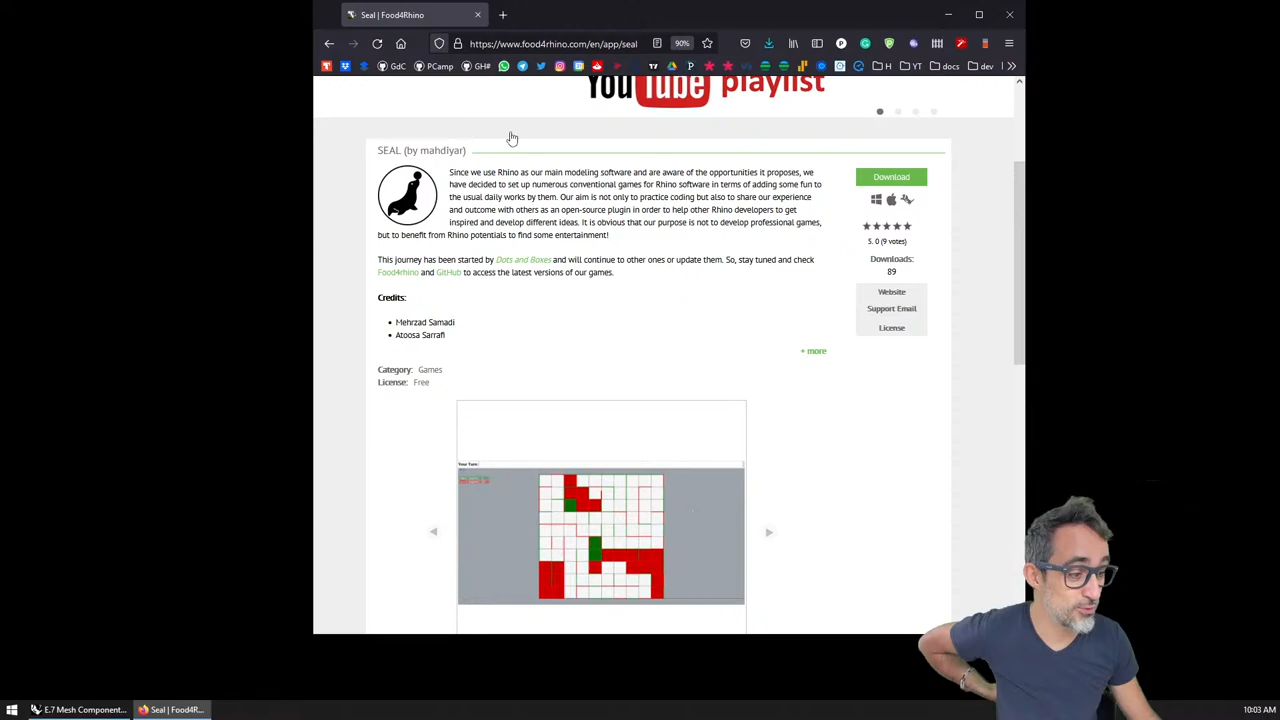 Seal | Food4Rhino
https://www.food4rhino.com/en/app/seal
90%
GdC
PCamp
GH#
H
YT
docs
dev
YouTube playlist
SEAL (by mahdiyar)
Since we use Rhino as our main modeling software and are aware of the opportunities it proposes, we
have decided to set up numerous conventional games for Rhino software in terms of adding some fun to
the usual daily works by them. Our aim is not only to practice coding but also to share our experience
and outcome with others as an open-source plugin in order to help other Rhino developers to get
inspired and develop different ideas. It is obvious that our purpose is not to develop professional games,
but to benefit from Rhino potentials to find some entertainment!
This journey has been started by Dots and Boxes and will continue to other ones or update them. So, stay tuned and check
Food4rhino and GitHub to access the latest versions of our games.
Credits:
• Mehrzad Samadi
• Atoosa Sarrafi
+ more
Category: Games
License: Free
Download
5. 0 (9 votes)
Downloads:
89
Website
Support Email
License
Your Turn:
E.7 Mesh Component...
Seal | Food4R...
10:03 AM